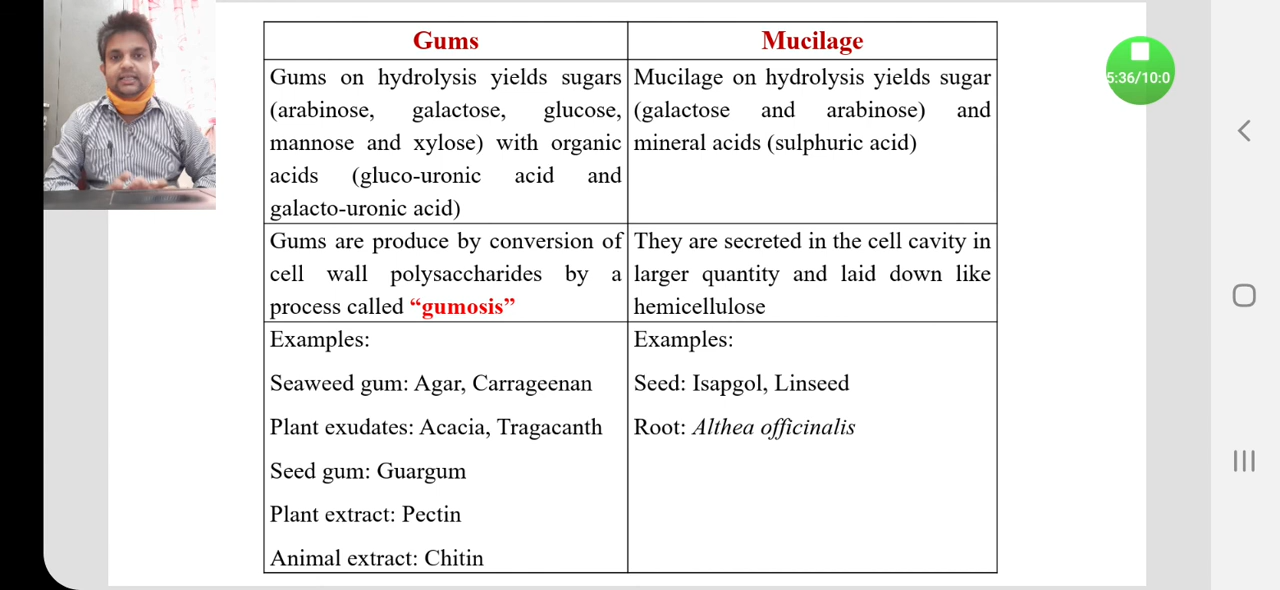 Gums
Gums on hydrolysis yields sugars
(arabinose, galactose, glucose,
mannose and xylose) with organic
acids (gluco-uronic acid and
galacto-uronic acid)
Mucilage
Mucilage on hydrolysis yields sugar
(galactose and arabinose) and
mineral acids (sulphuric acid)
Gums are produce by conversion of
cell wall polysaccharides by a
process called “gumosis”
They are secreted in the cell cavity in
larger quantity and laid down like
hemicellulose
Examples:
Seaweed gum: Agar, Carrageenan
Plant exudates: Acacia, Tragacanth
Seed gum: Guargum
Plant extract: Pectin
Animal extract: Chitin
Examples:
Seed: Isapgol, Linseed
Root: Althea officinalis
5:36/10:0